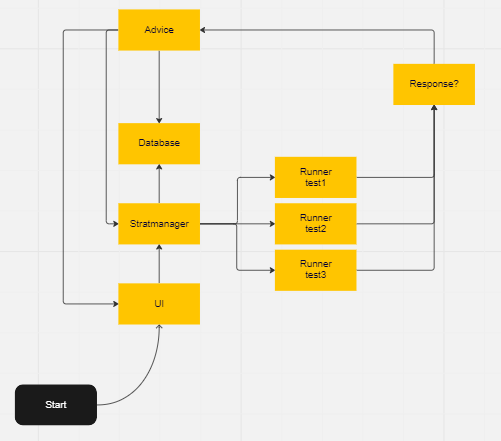 Advice
Response?
Database
Runner
test1
Stratmanager
Runner
test2
Runner
test3
UI
Start